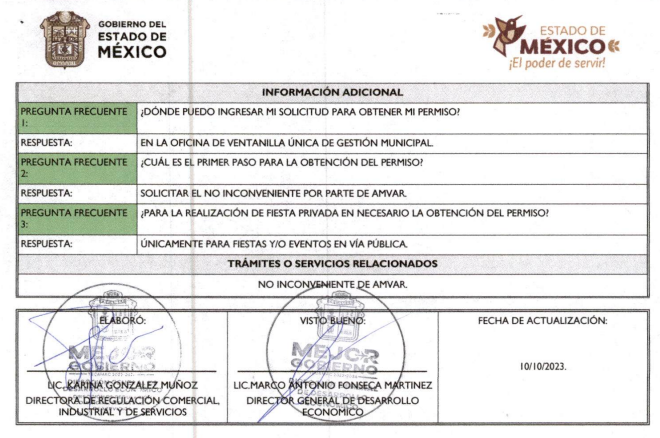 GOBIERNO DEL
ESTADO DE
MÉXICO
ESTADO DE
MÉXICO
¡El poder de servir!
INFORMACIÓN ADICIONAL
PREGUNTA FRECUENTE 1:
¿DÓNDE PUEDO INGRESAR MI SOLICITUD PARA OBTENER MI PERMISO?
RESPUESTA:
EN LA OFICINA DE VENTANILLA ÚNICA DE GESTIÓN MUNICIPAL.
PREGUNTA FRECUENTE 2:
¿CUÁL ES EL PRIMER PASO PARA LA OBTENCIÓN DEL PERMISO?
RESPUESTA:
SOLICITAR EL NO INCONVENIENTE POR PARTE DE AMVAR.
PREGUNTA FRECUENTE 3:
¿PARA LA REALIZACIÓN DE FIESTA PRIVADA EN NECESARIO LA OBTENCIÓN DEL PERMISO?
RESPUESTA:
ÚNICAMENTE PARA FIESTAS Y/O EVENTOS EN VÍA PÚBLICA.
TRÁMITES O SERVICIOS RELACIONADOS
NO INCONVENIENTE DE AMVAR.
ELABORÓ:
MEJOR
GOBIERNO
LIC. KARINA GONZALEZ MUÑOZ
DIRECTORA DE REGULACIÓN COMERCIAL,
INDUSTRIAL Y DE SERVICIOS
VISTO BUENO:
MEJOR
GOBIERNO
LIC.MARCO ANTONIO FONSECA MARTINEZ
DIRECTOR GENERAL DE DESARROLLO
ECONOMICO
FECHA DE ACTUALIZACIÓN:
10/10/2023.